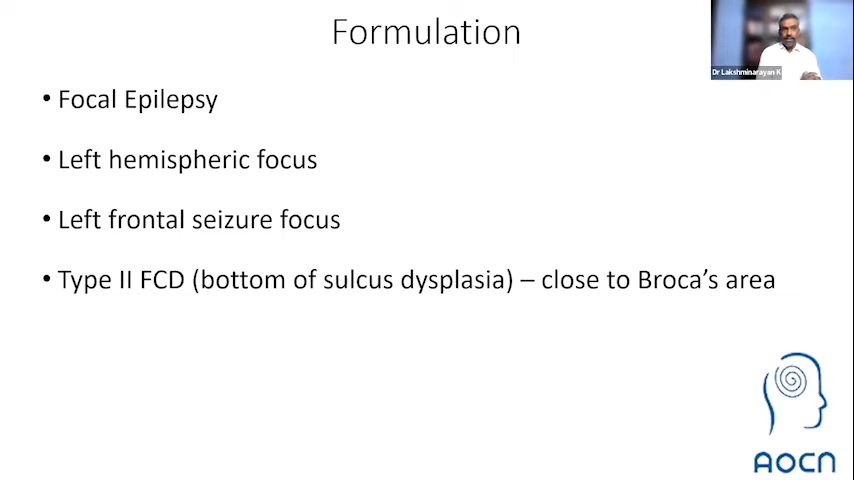 Formulation
Dr Lakshminarayan K
• Focal Epilepsy
• Left hemispheric focus
• Left frontal seizure focus
• Type II FCD (bottom of sulcus dysplasia) – close to Broca’s area
AOCN